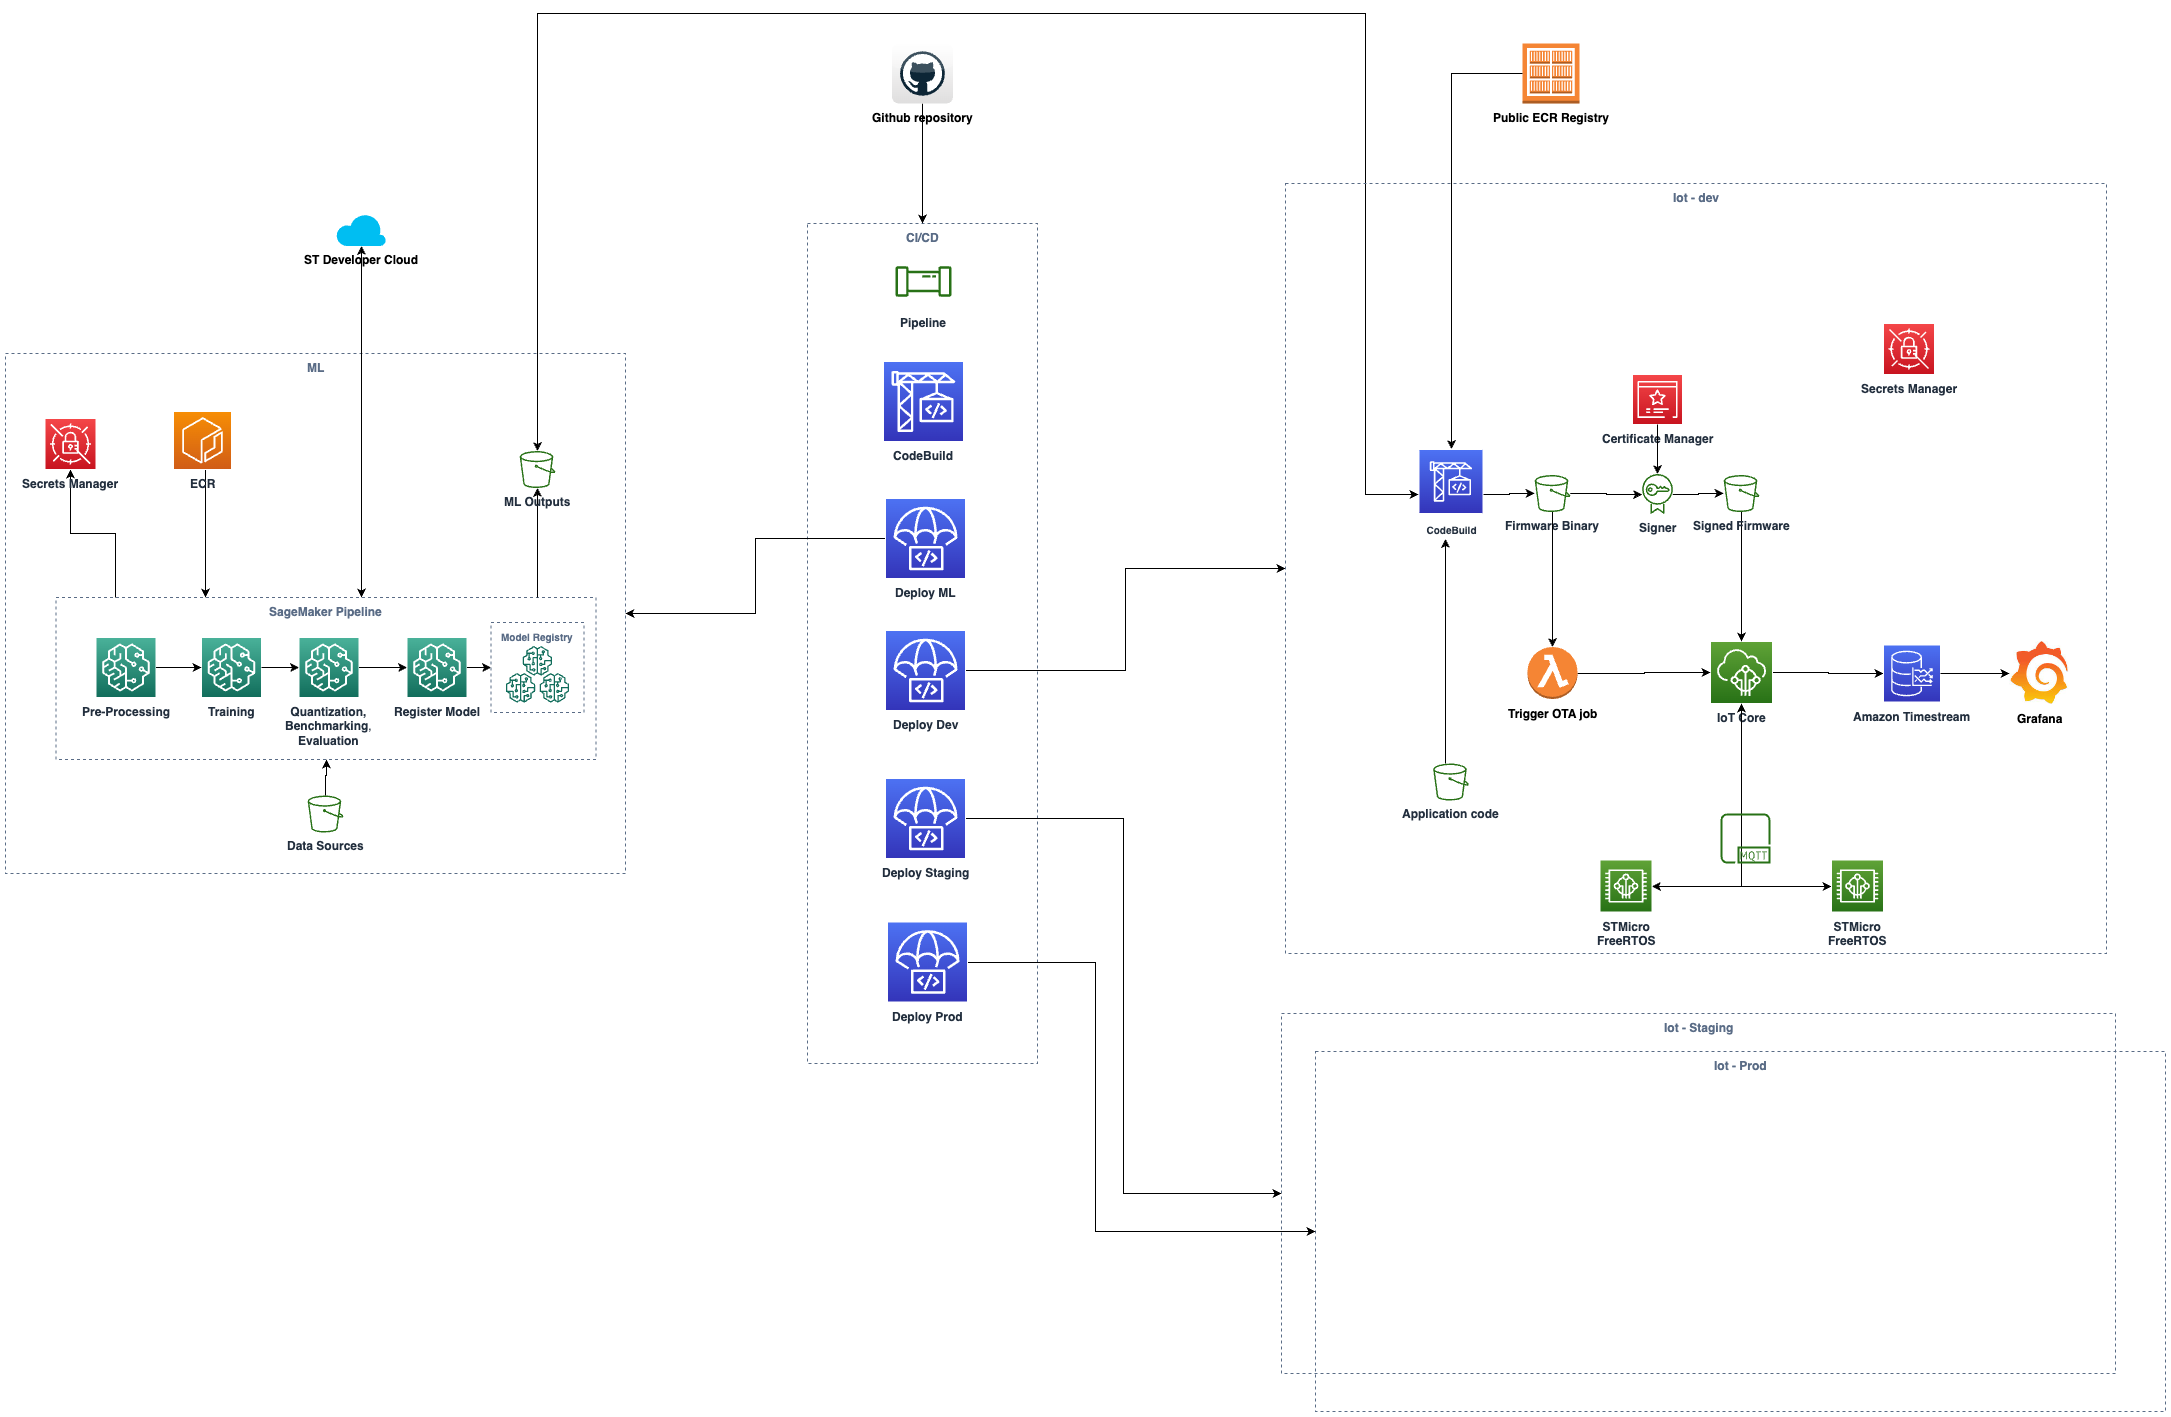 Github repository
Public ECR Registry
ST Developer Cloud
ML
Secrets Manager
ECR
ML Outputs
SageMaker Pipeline
Pre-Processing
Training
Quantization,
Benchmarking,
Evaluation
Register Model
Model Registry
Data Sources
CI/CD
Pipeline
CodeBuild
Deploy ML
Deploy Dev
Deploy Staging
Deploy Prod
Iot - dev
Secrets Manager
Certificate Manager
CodeBuild
Firmware Binary
Signer
Signed Firmware
Trigger OTA job
IoT Core
Amazon Timestream
Grafana
Application code
MQTT
STMicro
FreeRTOS
STMicro
FreeRTOS
Iot - Staging
Iot - Prod